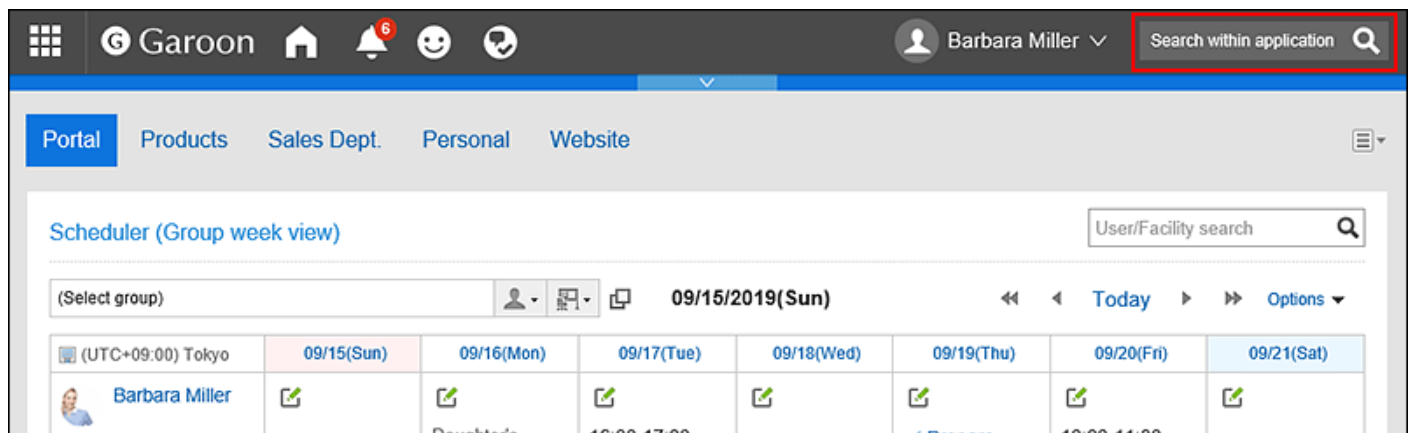 G Garoon 6 Barbara Miller Search within application
Portal Products Sales Dept. Personal Website
Scheduler (Group week view) User/Facility search
(Select group) 09/15/2019(Sun) Today Options
(UTC+09:00) Tokyo 09/15(Sun) 09/16(Mon) 09/17(Tue) 09/18(Wed) 09/19(Thu) 09/20(Fri) 09/21(Sat)
Barbara Miller